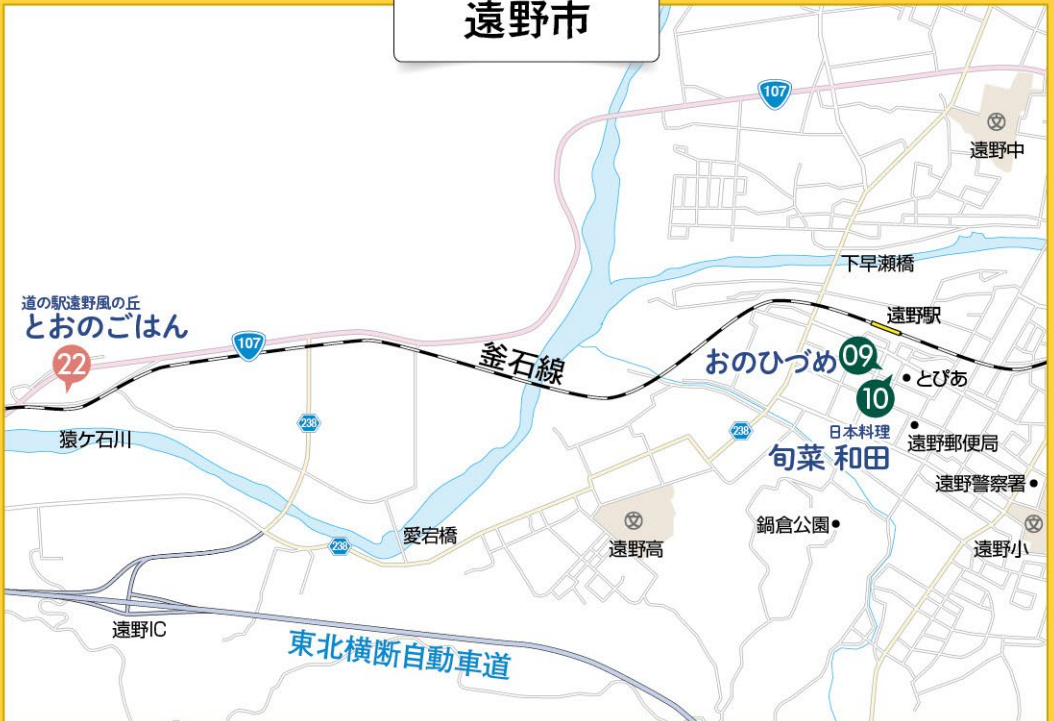 遠野市
107
遠野中
下早瀬橋
道の駅遠野風の丘
とおのごはん
22
107
釜石線
遠野駅
おのひづめ 09
とぴあ
10
238
238
日本料理
旬菜 和田
遠野郵便局
猿ケ石川
遠野警察署
愛宕橋
238
遠野高
鍋倉公園
遠野小
遠野IC
東北横断自動車道
文
文
文